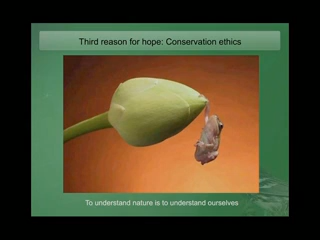 Third reason for hope: Conservation ethics
To understand nature is to understand ourselves